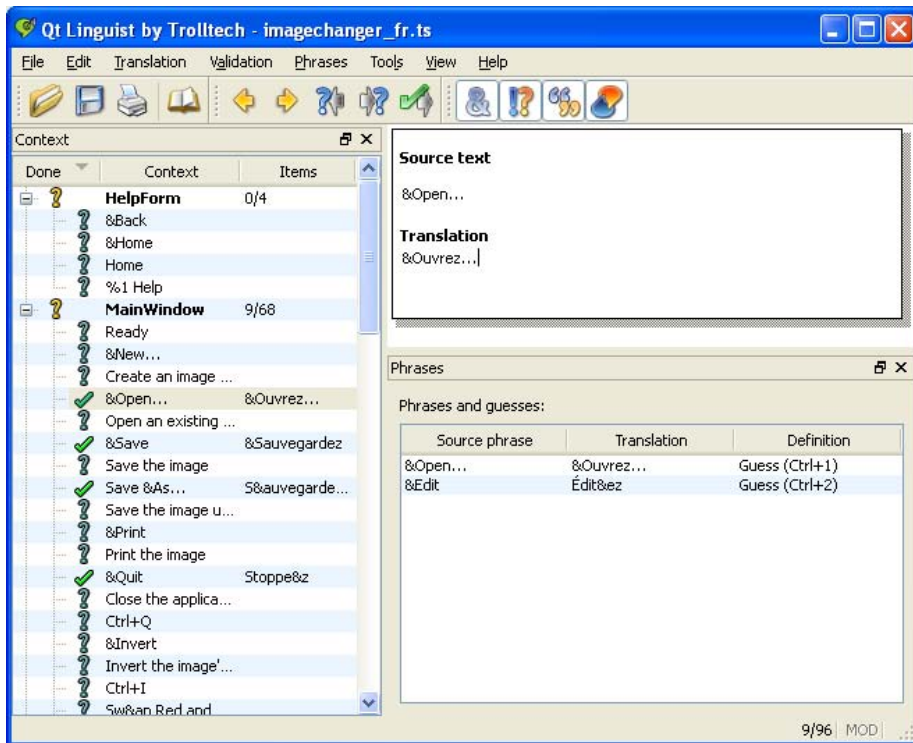 Qt Linguist by Trolltech - imagechanger_fr.ts
File Edit Translation Validation Phrases Tools View Help
Context
Done Context Items
HelpForm 0/4
&Back
&Home
Home
%1 Help
MainWindow 9/68
Ready
&New...
Create an image ...
&Open... &Ouvrez...
Open an existing ...
&Save &Sauvegardez
Save the image
Save &As... S&auvegarde...
Save the image u...
&Print
Print the image
&Quit Stoppe&z
Close the applica...
Ctrl+Q
&Invert
Invert the image'...
Ctrl+I
Sw&ap Red and
Source text
&Open...
Translation
&Ouvrez...
Phrases
Phrases and guesses:
Source phrase Translation Definition
&Open... &Ouvrez... Guess (Ctrl+1)
&Edit Édit&ez Guess (Ctrl+2)
9/96 MOD